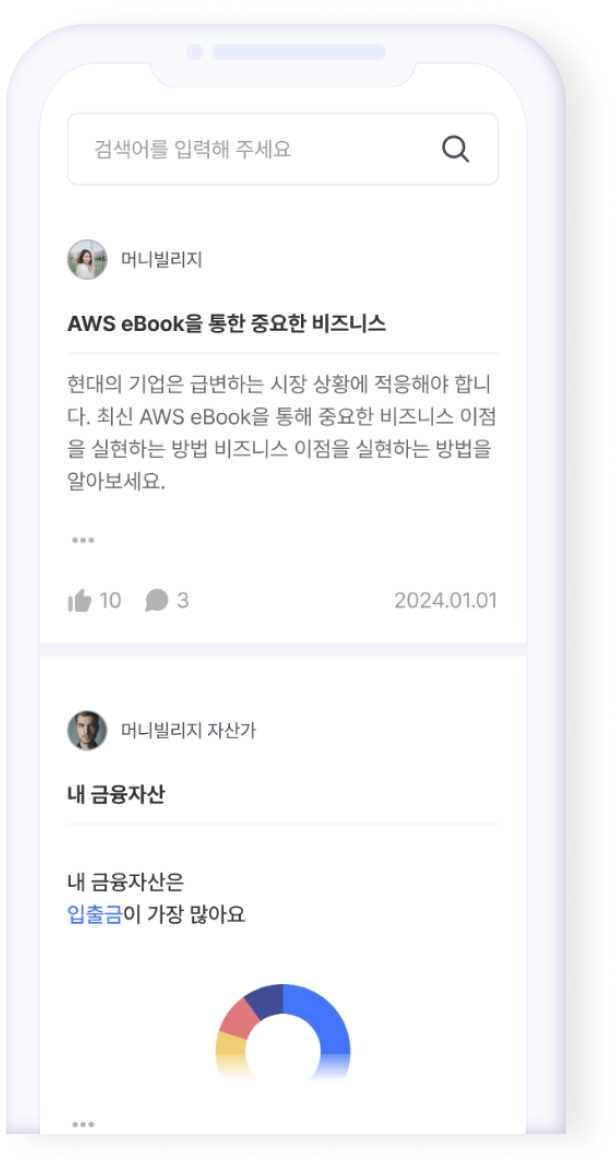 검색어를 입력해 주세요
머니빌리지
AWS eBook을 통한 중요한 비즈니스
현대의 기업은 급변하는 시장 상황에 적응해야 합니
다. 최신 AWS eBook을 통해 중요한 비즈니스 이점
을 실현하는 방법 비즈니스 이점을 실현하는 방법을
알아보세요.
10 3 2024.01.01
머니빌리지 자산가
내 금융자산
내 금융자산은
입출금이 가장 많아요